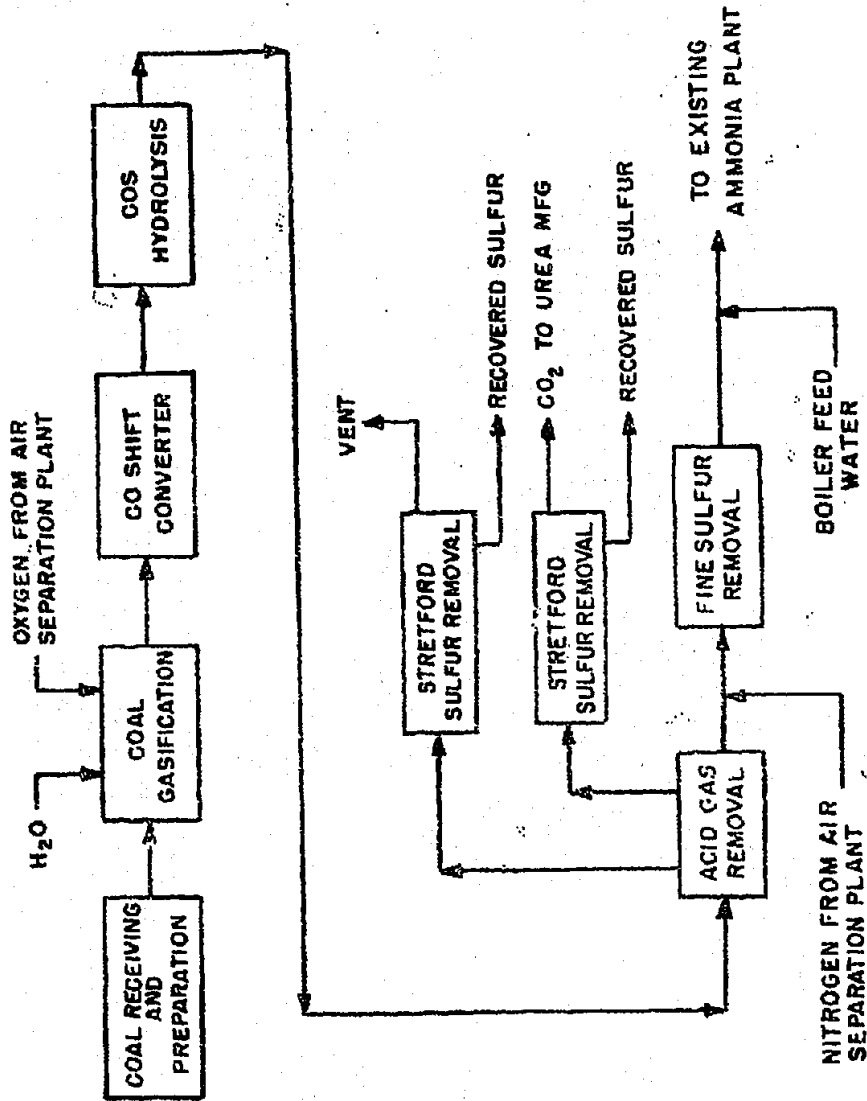 COAL RECEIVING
AND
PREPARATION
H₂O
OXYGEN FROM AIR
SEPARATION PLANT
COAL
GASIFICATION
CO SHIFT
CONVERTER
COS
HYDROLYSIS
VENT
STRETFORD
SULFUR REMOVAL
RECOVERED SULFUR
STRETFORD
SULFUR REMOVAL
CO₂ TO UREA MFG
RECOVERED SULFUR
ACID GAS
REMOVAL
NITROGEN FROM AIR
SEPARATION PLANT
FINE SULFUR
REMOVAL
BOILER FEED
WATER
TO EXISTING
AMMONIA PLANT